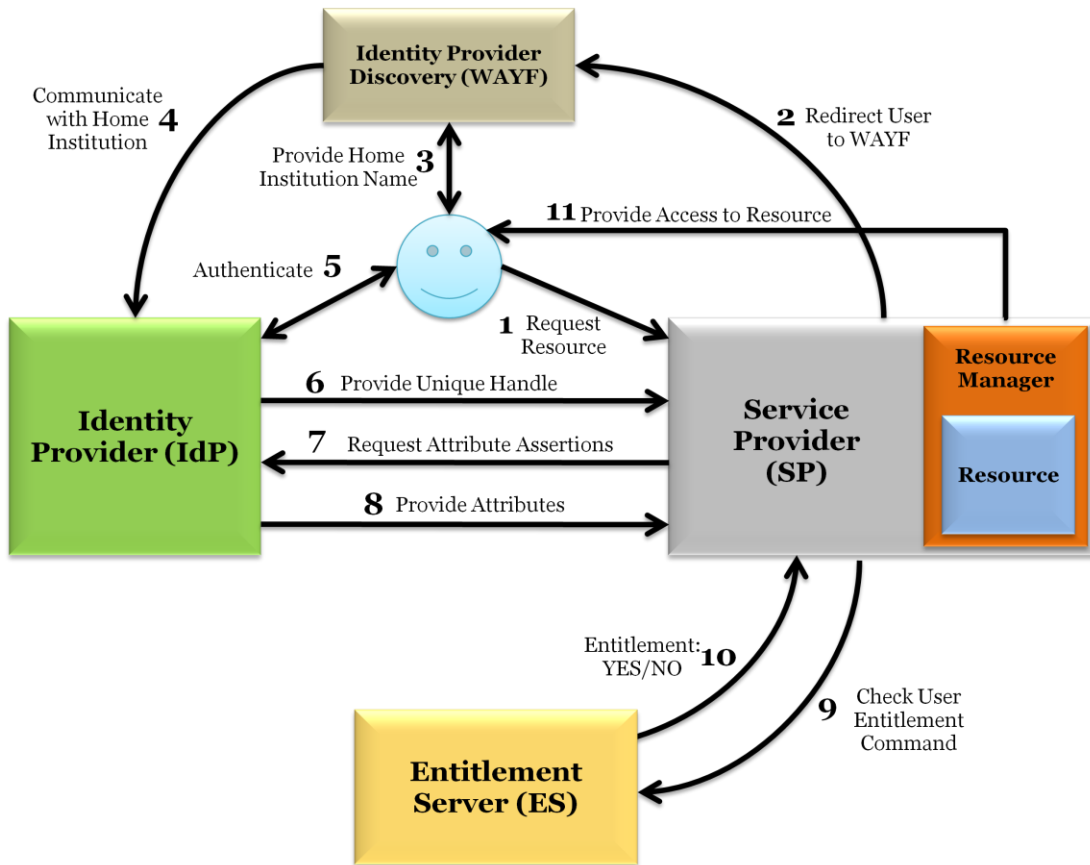 Identity Provider
Discovery (WAYF)
Communicate
with Home
Institution
4
2
Redirect User
to WAYF
Provide Home
Institution Name
3
11 Provide Access to Resource
Authenticate 5
1 Request
Resource
Resource
Manager
6 Provide Unique Handle
Identity
Provider (IdP)
Service
Provider
(SP)
7 Request Attribute Assertions
Resource
8 Provide Attributes
Entitlement:
YES/NO
10
9
Check User
Entitlement
Command
Entitlement
Server (ES)